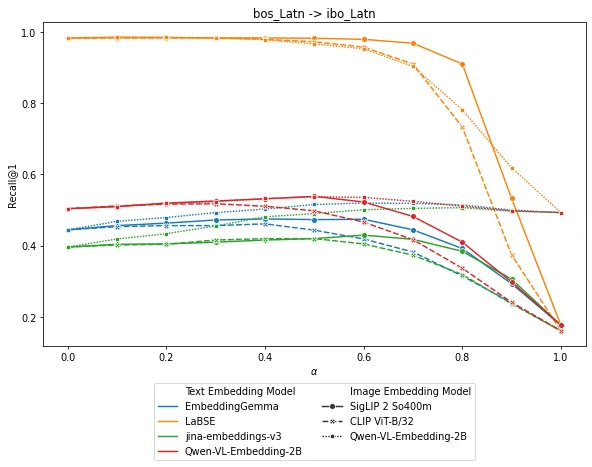 bos_Latn -> ibo_Latn
Recall@1
1.0
0.8
0.6
0.4
0.2
0.0 0.2 0.4 0.6 0.8 1.0
α
Text Embedding Model Image Embedding Model
EmbeddingGemma SigLIP 2 So400m
LaBSE CLIP ViT-B/32
jina-embeddings-v3 Qwen-VL-Embedding-2B
Qwen-VL-Embedding-2B